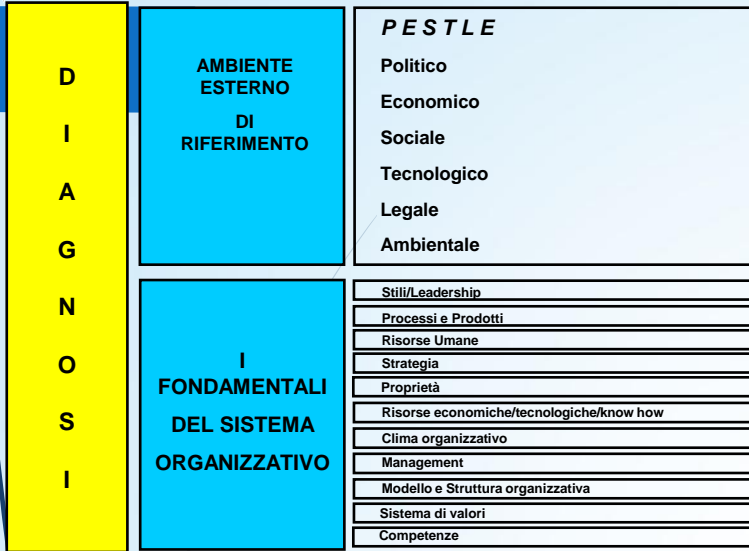 D
I
A
G
N
O
S
I
AMBIENTE
ESTERNO
DI
RIFERIMENTO
P E S T L E
Politico
Economico
Sociale
Tecnologico
Legale
Ambientale
I
FONDAMENTALI
DEL SISTEMA
ORGANIZZATIVO
Stili/Leadership
Processi e Prodotti
Risorse Umane
Strategia
Proprietà
Risorse economiche/tecnologiche/know how
Clima organizzativo
Management
Modello e Struttura organizzativa
Sistema di valori
Competenze